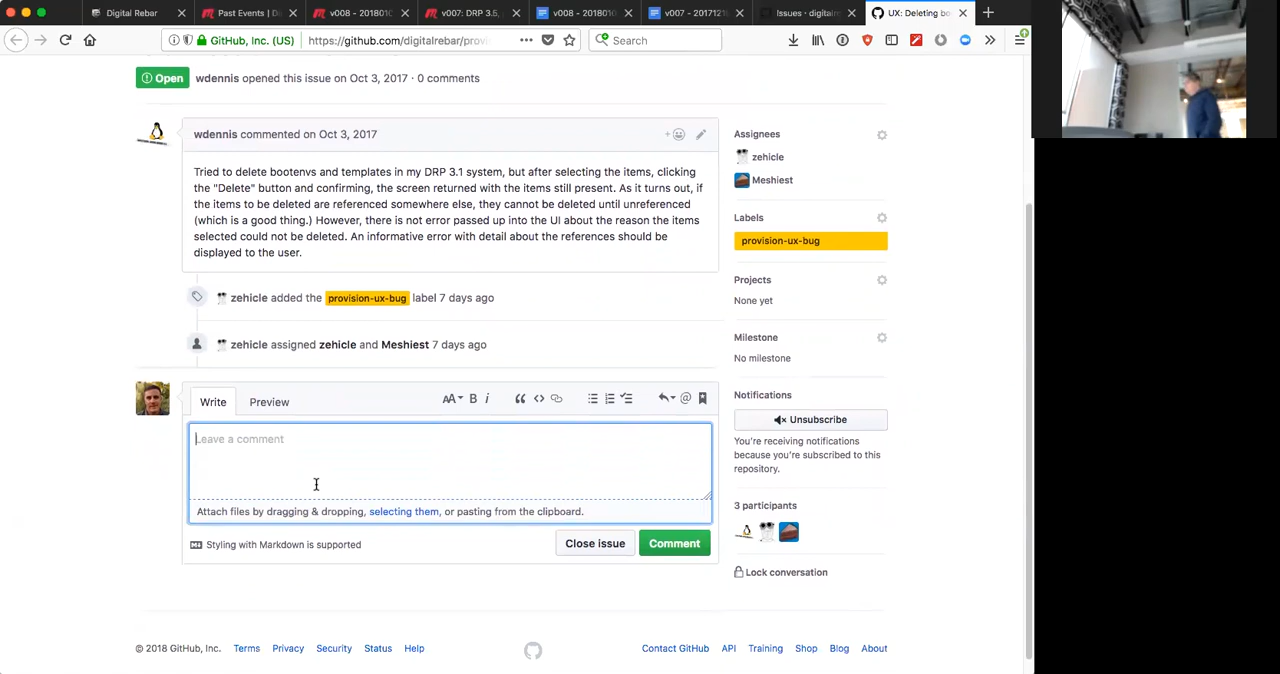 Digital Rebar
Past Events | D
v008 - 201801C
v007: DRP 3.5,
v008 - 201801(
v007 - 2017121
Issues · digitalre
UX: Deleting bo
GitHub, Inc. (US)
https://github.com/digitalrebar/provi
Search
Open
wdennis opened this issue on Oct 3, 2017 · 0 comments
wdennis commented on Oct 3, 2017
Tried to delete bootenvs and templates in my DRP 3.1 system, but after selecting the items, clicking
the "Delete" button and confirming, the screen returned with the items still present. As it turns out, if
the items to be deleted are referenced somewhere else, they cannot be deleted until unreferenced
(which is a good thing.) However, there is not error passed up into the UI about the reason the items
selected could not be deleted. An informative error with detail about the references should be
displayed to the user.
zehicle added the provision-ux-bug label 7 days ago
zehicle assigned zehicle and Meshiest 7 days ago
Write
Preview
AA B i
Leave a comment
Attach files by dragging & dropping, selecting them, or pasting from the clipboard.
Styling with Markdown is supported
Close issue
Comment
Assignees
zehicle
Meshiest
Labels
provision-ux-bug
Projects
None yet
Milestone
No milestone
Notifications
Unsubscribe
You're receiving notifications
because you're subscribed to this
repository.
3 participants
Lock conversation
© 2018 GitHub, Inc.
Terms
Privacy
Security
Status
Help
Contact GitHub
API
Training
Shop
Blog
About